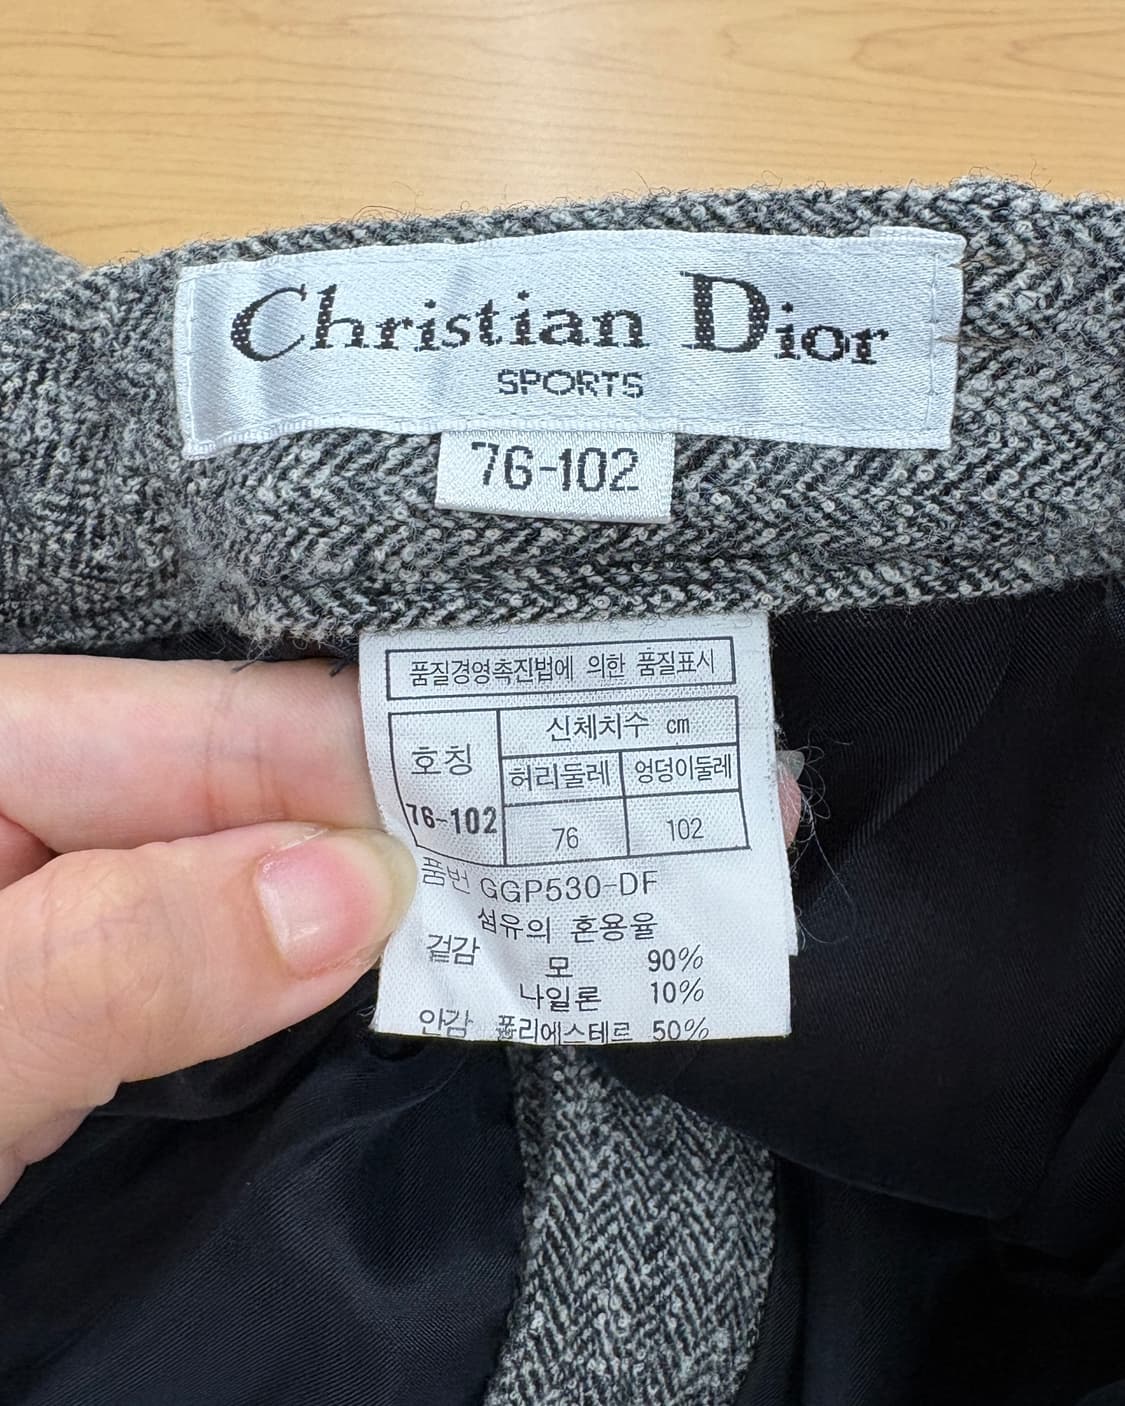 Christian Dior
SPORTS
76-102
품질경영촉진법에 의한 품질표시
호칭 신체치수 cm
허리둘레 엉덩이둘레
76-102 76 102
품번 GGP530-DF
섬유의 혼용율
겉감 모 90%
나일론 10%
안감 폴리에스테르 50%